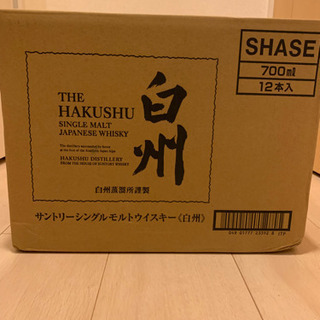 SHASE
700ml
12本入
THE
HAKUSHU
SINGLE MALT
JAPANESE WHISKY
白州
HAKUSHU DISTILLERY
FROM THE HOUSE OF SUNTORY WHISKY
白州蒸溜所謹製
サントリーシングルモルトウイスキー〈白州〉